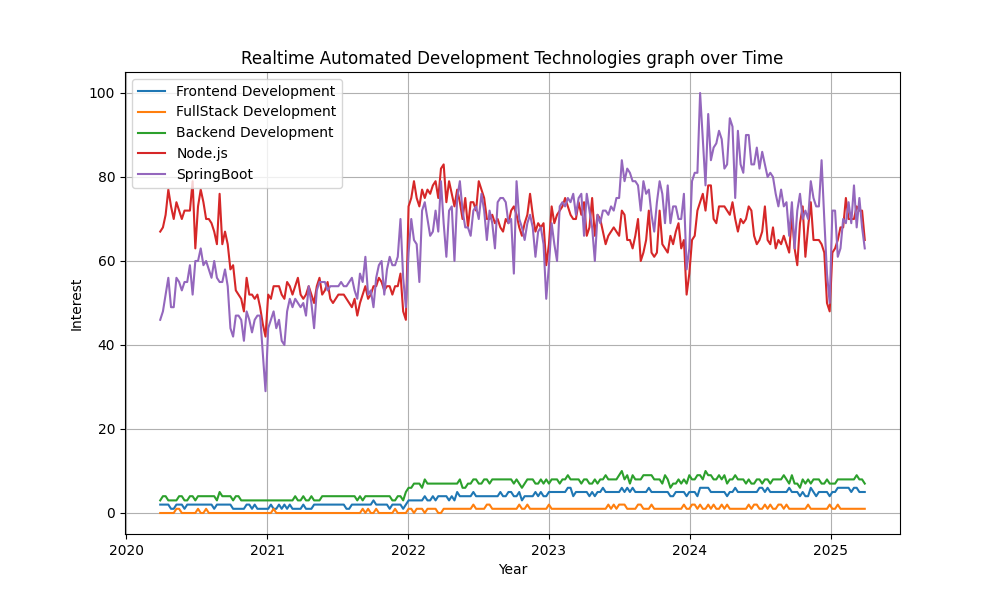 Realtime Automated Development Technologies graph over Time
Frontend Development
FullStack Development
Backend Development
Node.js
SpringBoot
100
80
60
40
20
0
Interest
2020
2021
2022
2023
2024
2025
Year